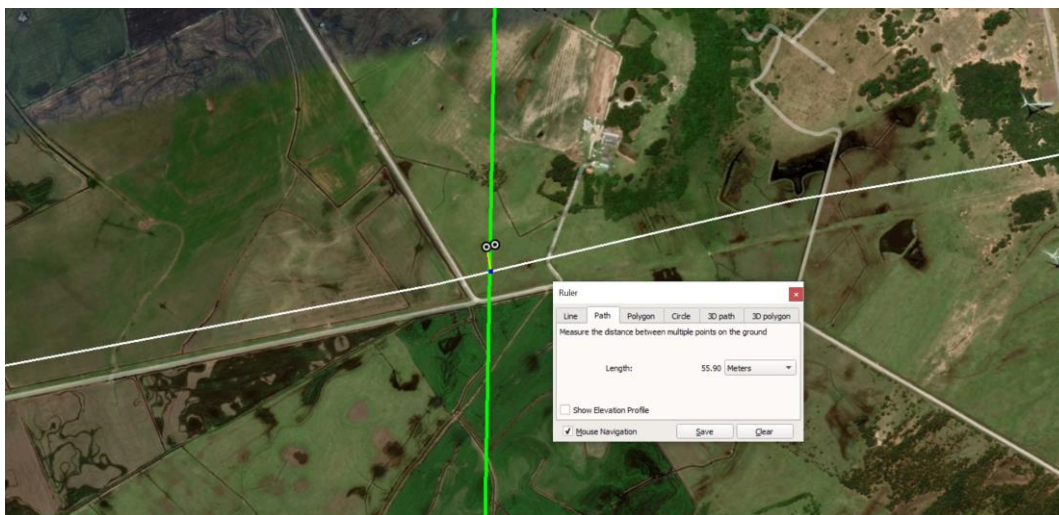 Ruler
Line Path Polygon Circle 3D path 3D polygon
Measure the distance between multiple points on the ground
Length: 55.90 Meters
Show Elevation Profile
Mouse Navigation Save Clear